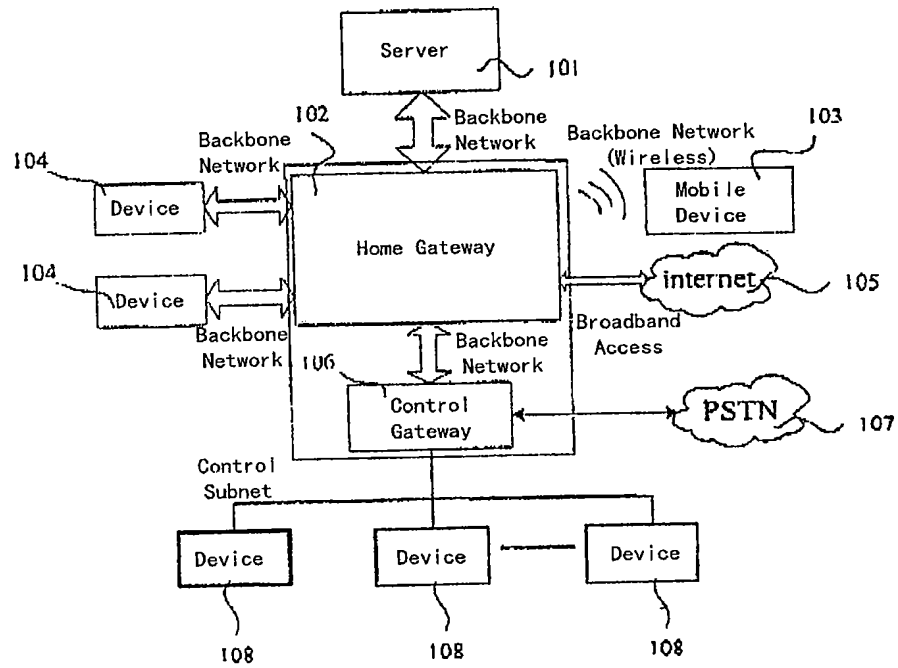 Server
101
102
Backbone
Network
Backbone
Network
Backbone Network
(Wireless)
103
104
Device
Mobile
Device
Home Gateway
104
Device
internet
105
Backbone
Network
Broadband
Access
Backbone
Network
106
Control
Gateway
PSTN
107
Control
Subnet
Device
Device
Device
108
108
108